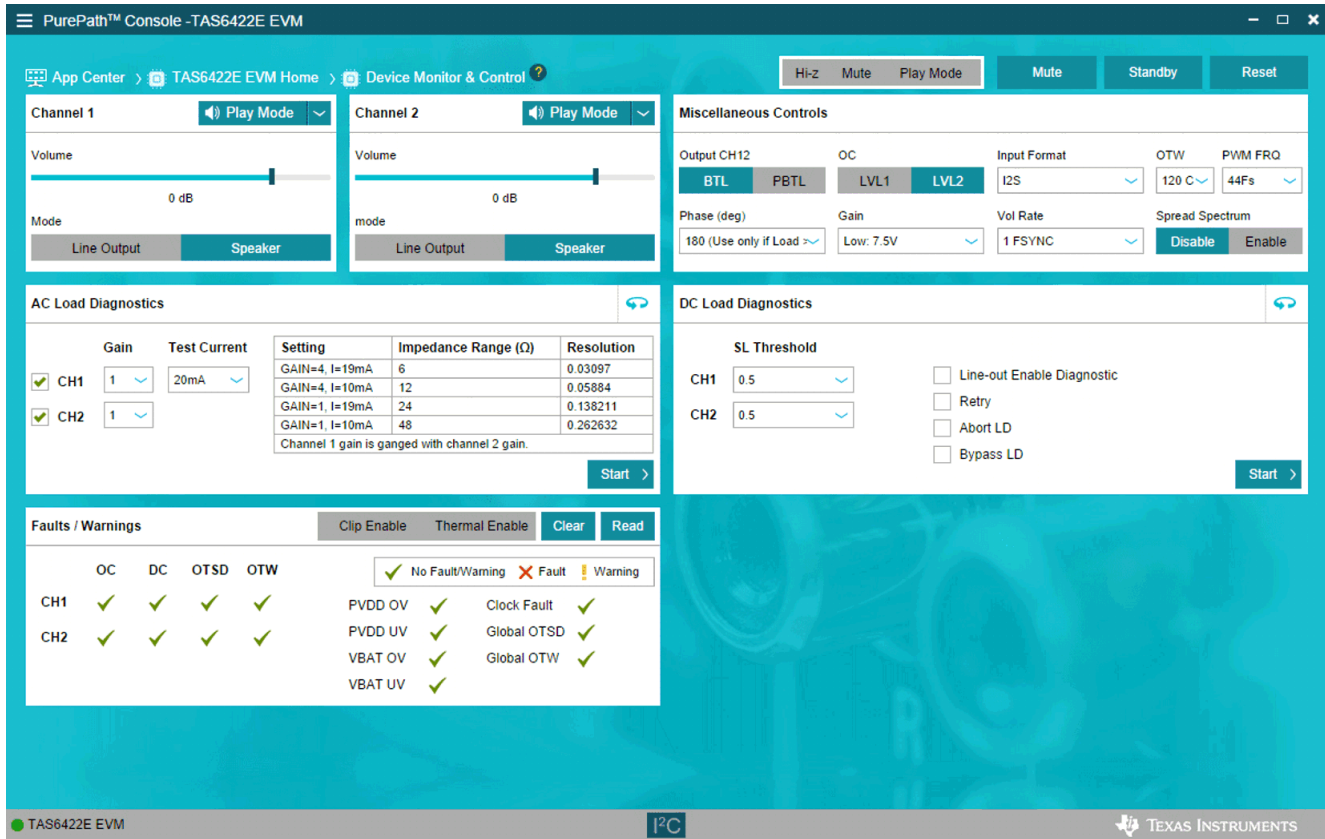 PurePath™ Console -TAS6422E EVM
App Center > TAS6422E EVM Home > Device Monitor & Control ?
Hi-z Mute Play Mode
Mute
Standby
Reset
Channel 1
Play Mode
Volume
0 dB
Mode
Line Output Speaker
Channel 2
Play Mode
Volume
0 dB
mode
Line Output Speaker
Miscellaneous Controls
Output CH12 OC Input Format OTW PWM FRQ
BTL PBTL LVL1 LVL2 I2S 120 C 44Fs
Phase (deg) Gain Vol Rate Spread Spectrum
180 (Use only if Load Low: 7.5V 1 FSYNC Disable Enable
AC Load Diagnostics
Gain Test Current
CH1 1 20mA
CH2 1
Setting Impedance Range (Ω) Resolution
GAIN=4, I=19mA 6 0.03097
GAIN=4, I=10mA 12 0.05884
GAIN=1, I=19mA 24 0.138211
GAIN=1, I=10mA 48 0.262632
Channel 1 gain is ganged with channel 2 gain.
Start >
DC Load Diagnostics
SL Threshold
CH1 0.5
CH2 0.5
Line-out Enable Diagnostic
Retry
Abort LD
Bypass LD
Start >
Faults / Warnings
Clip Enable Thermal Enable Clear Read
OC DC OTSD OTW
CH1
CH2
No Fault/Warning Fault Warning
PVDD OV Clock Fault
PVDD UV Global OTSD
VBAT OV Global OTW
VBAT UV
TAS6422E EVM
I²C
TEXAS INSTRUMENTS